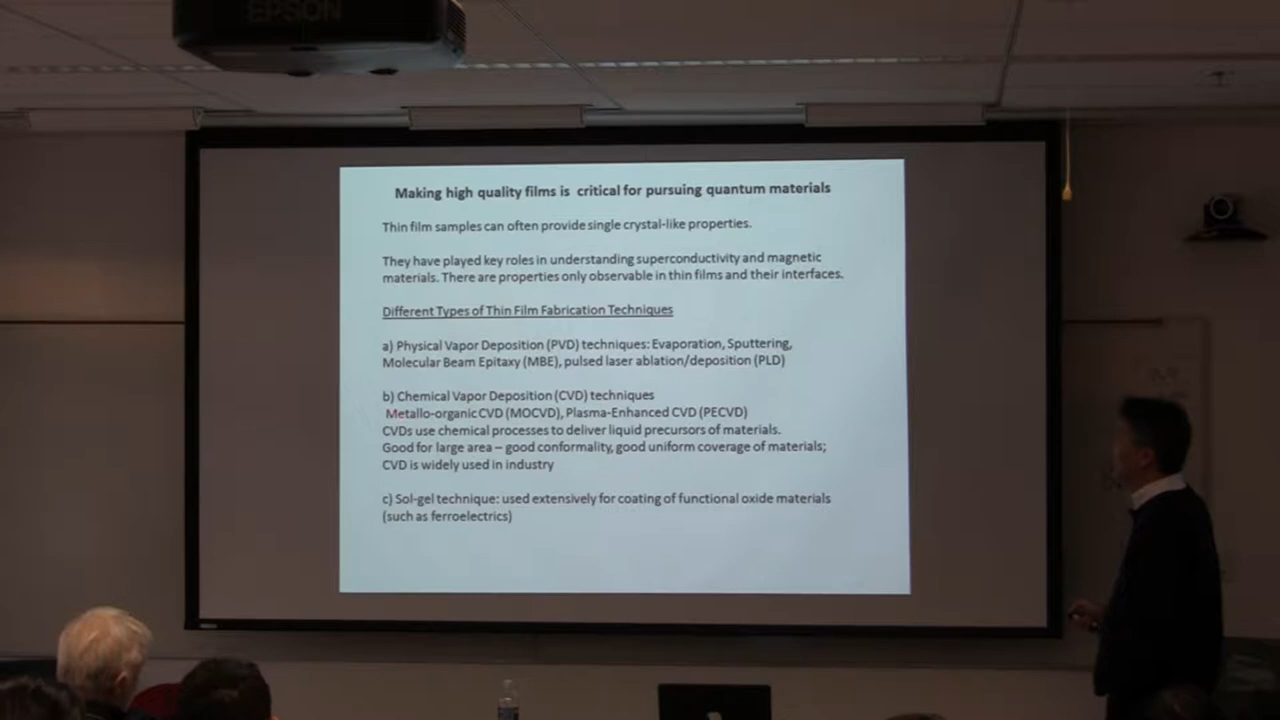 EPSON
Making high quality films is critical for pursuing quantum materials
Thin film samples can often provide single crystal-like properties.
They have played key roles in understanding superconductivity and magnetic
materials. There are properties only observable in thin films and their interfaces.
Different Types of Thin Film Fabrication Techniques
a) Physical Vapor Deposition (PVD) techniques: Evaporation, Sputtering,
Molecular Beam Epitaxy (MBE), pulsed laser ablation/deposition (PLD)
b) Chemical Vapor Deposition (CVD) techniques
Metallo-organic CVD (MOCVD), Plasma-Enhanced CVD (PECVD)
CVDs use chemical processes to deliver liquid precursors of materials.
Good for large area – good conformality, good uniform coverage of materials;
CVD is widely used in industry
c) Sol-gel technique: used extensively for coating of functional oxide materials
(such as ferroelectrics)